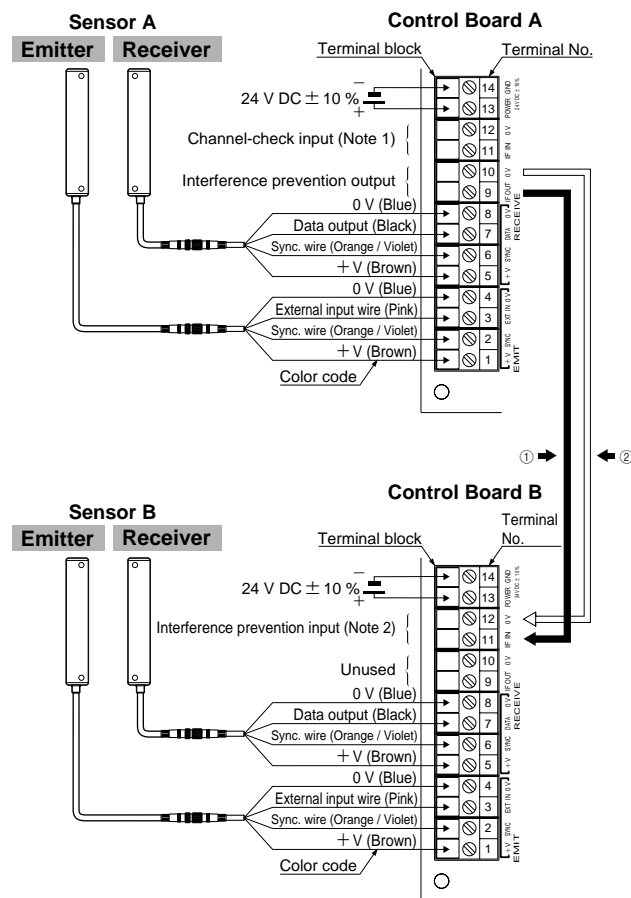 Sensor A
Control Board A
Emitter Receiver
Terminal block
Terminal No.
24 V DC ± 10 %
−
+
Channel-check input (Note 1)
Interference prevention output
0 V (Blue)
Data output (Black)
Sync. wire (Orange / Violet)
+ V (Brown)
0 V (Blue)
External input wire (Pink)
Sync. wire (Orange / Violet)
+ V (Brown)
Color code
14
13
12
11
10
9
8
7
6
5
4
3
2
1
POWER GND
24V DC ± 10%
IF IN 0 V
IF OUT 0 V
+V SYNC DATA 0 V
RECEIVE
+V SYNC EXT IN 0 V
EMIT
① ②
Sensor B
Control Board B
Emitter Receiver
Terminal block
Terminal
No.
24 V DC ± 10 %
−
+
Interference prevention input (Note 2)
Unused
0 V (Blue)
Data output (Black)
Sync. wire (Orange / Violet)
+ V (Brown)
0 V (Blue)
External input wire (Pink)
Sync. wire (Orange / Violet)
+ V (Brown)
Color code
14
13
12
11
10
9
8
7
6
5
4
3
2
1
POWER GND
24V DC ± 10%
IF IN 0 V
IF OUT 0 V
+V SYNC DATA 0 V
RECEIVE
+V SYNC EXT IN 0 V
EMIT